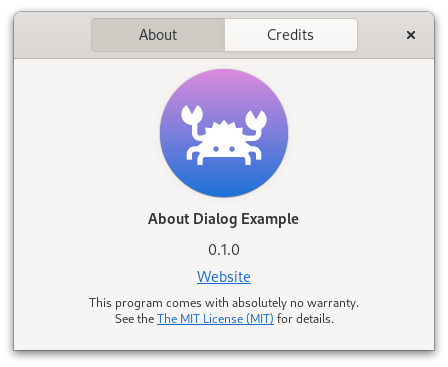 About Credits ×
About Dialog Example
0.1.0
Website
This program comes with absolutely no warranty.
See the The MIT License (MIT) for details.